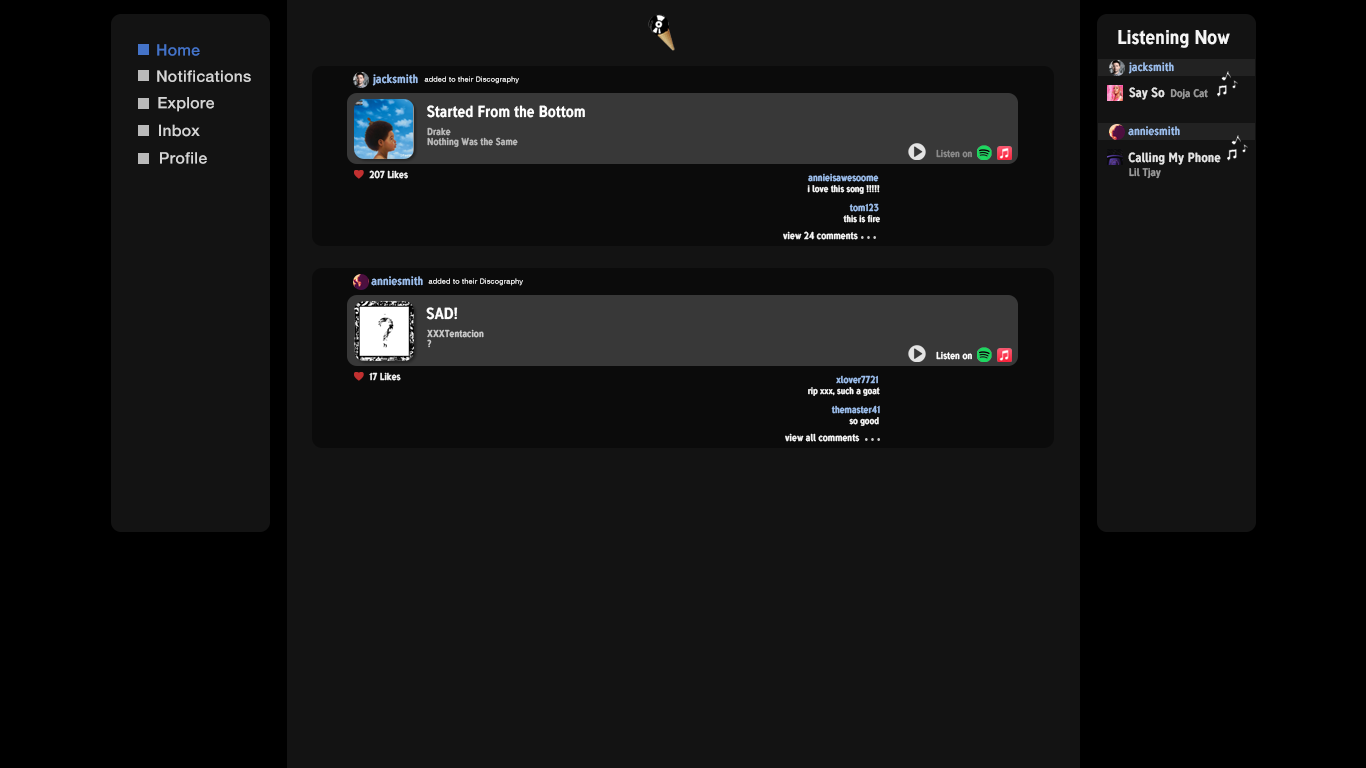 Home
Notifications
Explore
Inbox
Profile
jacksmith added to their Discography
Started From the Bottom
Drake
Nothing Was the Same
Listen on
207 Likes
annieisawesoome
i love this song !!!!!
tom123
this is fire
view 24 comments • • •
anniesmith added to their Discography
?
SAD!
XXXTentacion
?
Listen on
17 Likes
xlover7721
rip xxx, such a goat
themaster41
so good
view all comments • • •
Listening Now
jacksmith
Say So Doja Cat
anniesmith
Calling My Phone
Lil Tjay